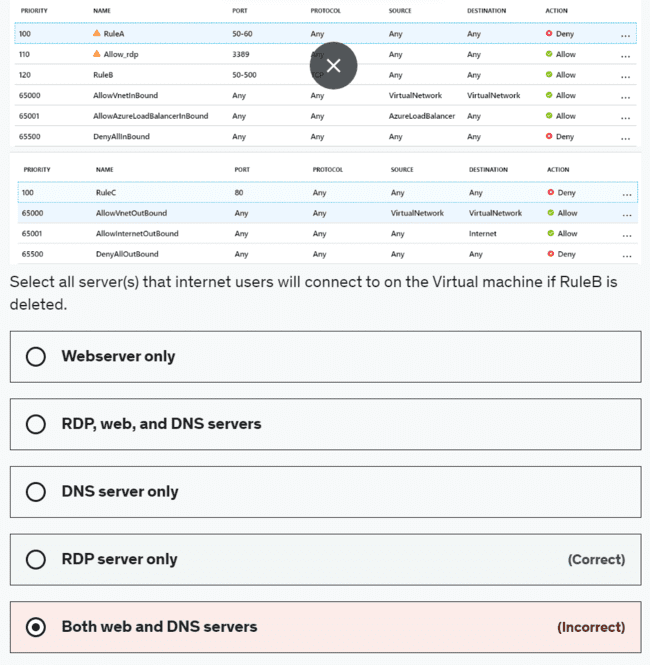 PRIORITY NAME PORT PROTOCOL SOURCE DESTINATION ACTION
100 RuleA 50-60 Any Any Any Deny ...
110 Allow_rdp 3389 Any Any Allow ...
120 RuleB 50-500 Any Any Allow ...
65000 AllowVnetInBound Any Any VirtualNetwork VirtualNetwork Allow ...
65001 AllowAzureLoadBalancerInBound Any Any AzureLoadBalancer Any Allow ...
65500 DenyAllInBound Any Any Any Any Deny ...
PRIORITY NAME PORT PROTOCOL SOURCE DESTINATION ACTION
100 RuleC 80 Any Any Any Deny ...
65000 AllowVnetOutBound Any Any VirtualNetwork VirtualNetwork Allow ...
65001 AllowInternetOutBound Any Any Any Internet Allow ...
65500 DenyAllOutBound Any Any Any Any Deny ...
Select all server(s) that internet users will connect to on the Virtual machine if RuleB is
deleted.
Webserver only
RDP, web, and DNS servers
DNS server only
RDP server only (Correct)
Both web and DNS servers (Incorrect)